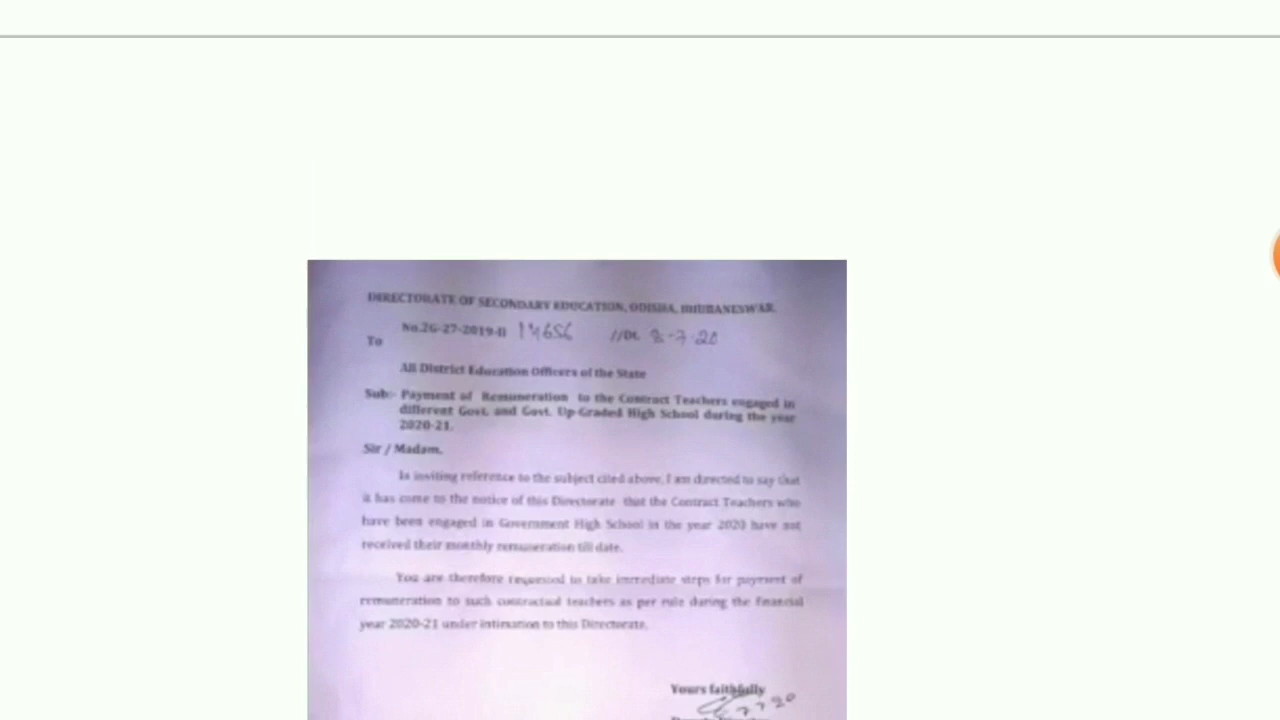 DIRECTORATE OF SECONDARY EDUCATION, ODISHA, BHUBANESWAR.
No.2G-27-2019-II 14656 //Dt. 8-7-20
To
All District Education Officers of the State
Sub:- Payment of Remuneration to the Contract Teachers engaged in
different Govt. and Govt. Up-Graded High School during the year
2020-21.
Sir / Madam.
In inviting reference to the subject cited above, I am directed to say that
it has come to the notice of this Directorate that the Contract Teachers who
have been engaged in Government High School in the year 2020 have not
received their monthly remuneration till date.
You are therefore requested to take immediate steps for payment of
remuneration to such contractual teachers as per rule during the financial
year 2020-21 under intimation to this Directorate.
Yours faithfully
7 7 20